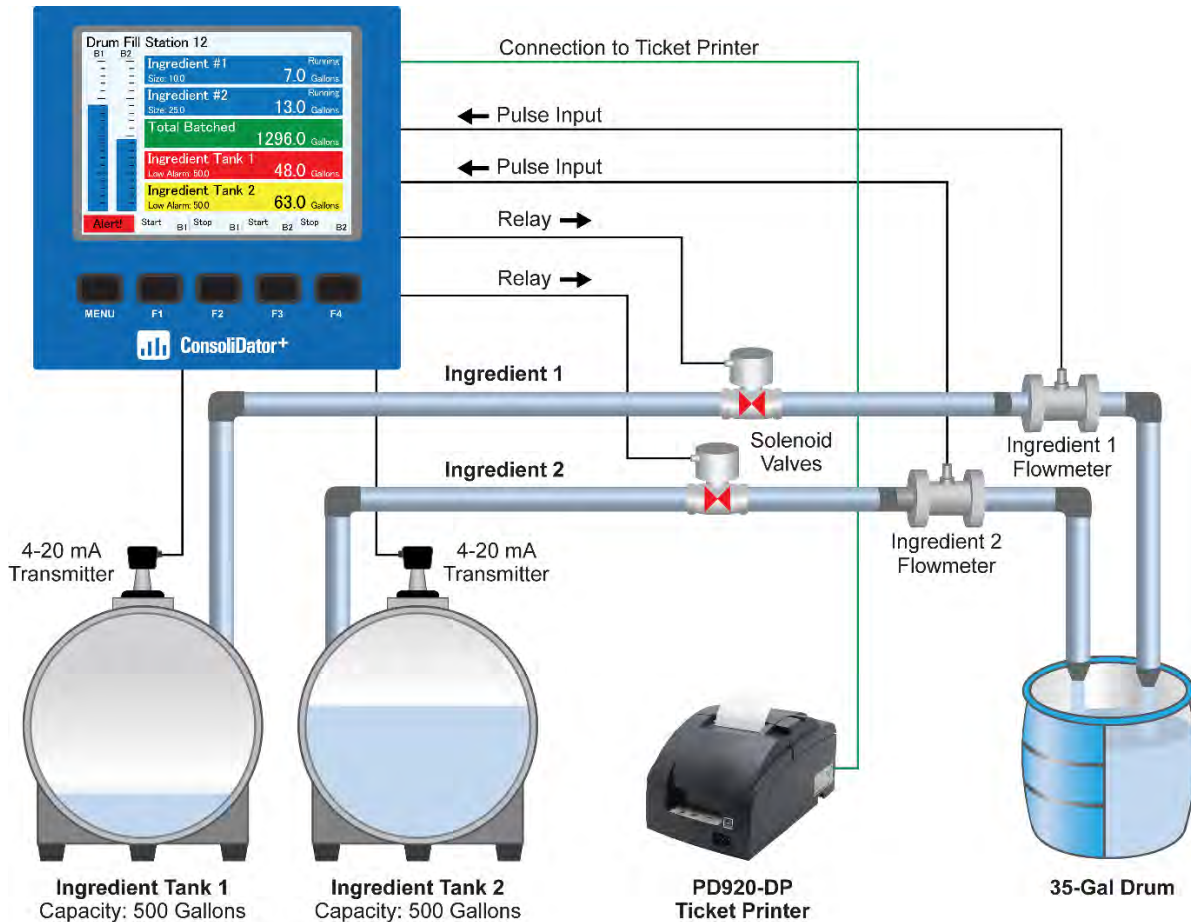 Drum Fill Station 12
B1 B2
Ingredient #1 Running
Size: 10.0 7.0 Gallons
Ingredient #2 Running
Size: 25.0 13.0 Gallons
Total Batched
1296.0 Gallons
Ingredient Tank 1
Low Alarm: 50.0 48.0 Gallons
Ingredient Tank 2
Low Alarm: 50.0 63.0 Gallons
Alert! Start B1 Stop B1 Start B2 Stop B2
MENU F1 F2 F3 F4
ConsoliDator+
Connection to Ticket Printer
Pulse Input
Pulse Input
Relay
Relay
Ingredient 1
Solenoid
Valves
Ingredient 1
Flowmeter
Ingredient 2
Ingredient 2
Flowmeter
4-20 mA
Transmitter
4-20 mA
Transmitter
Ingredient Tank 1
Capacity: 500 Gallons
Ingredient Tank 2
Capacity: 500 Gallons
PD920-DP
Ticket Printer
35-Gal Drum